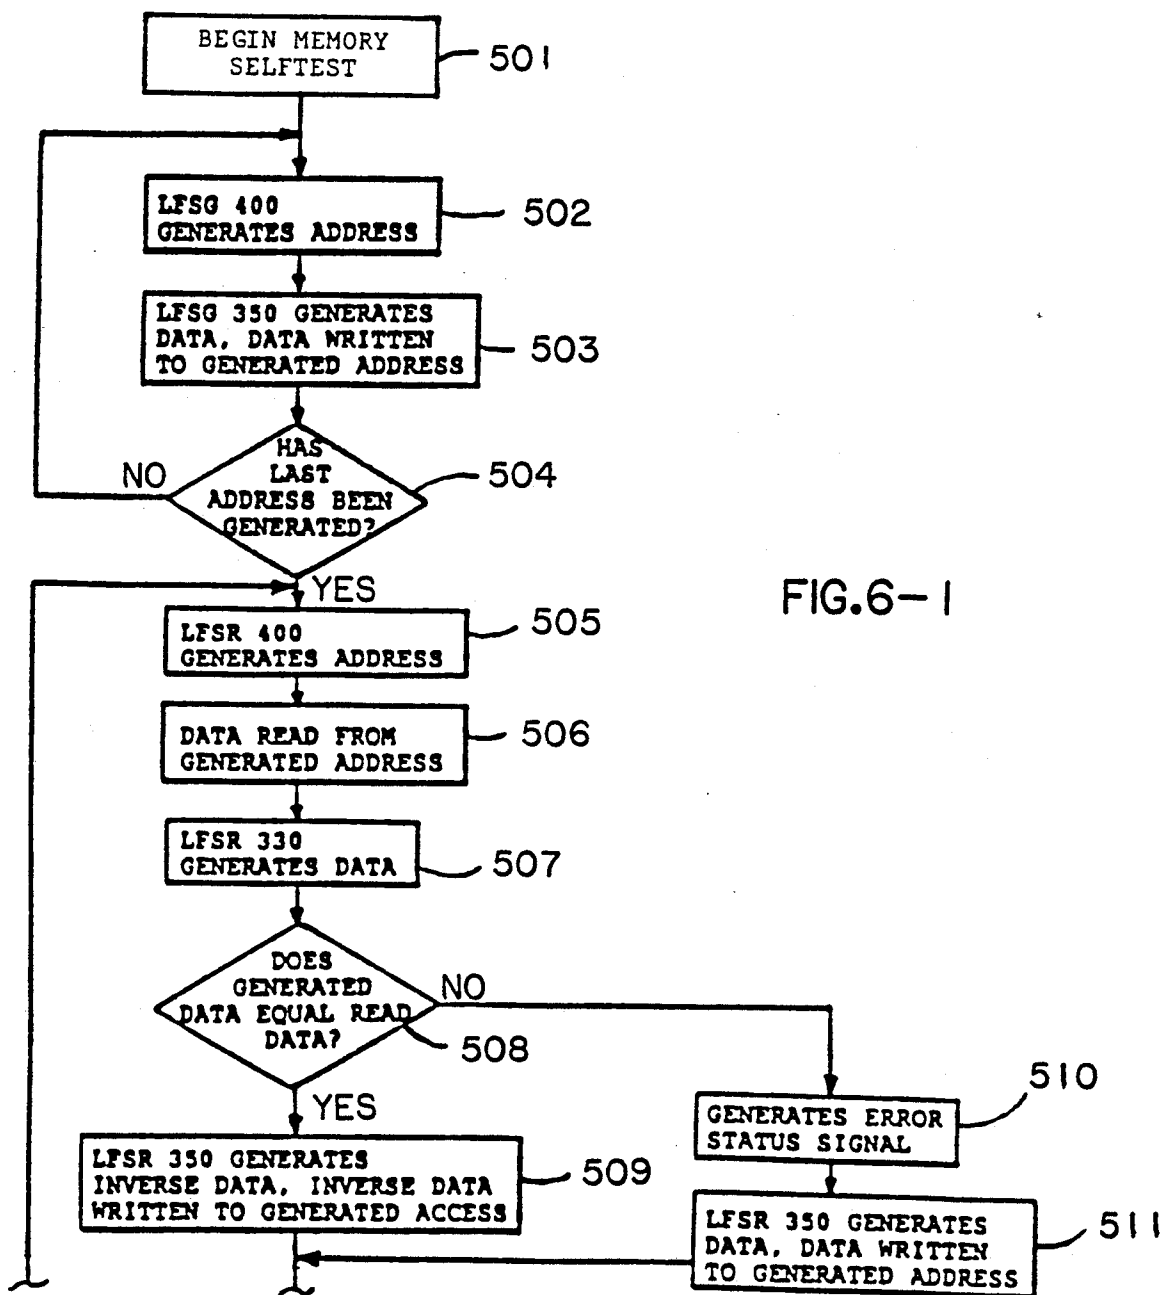 BEGIN MEMORY
SELFTEST
501
LFSG 400
GENERATES ADDRESS
502
LFSG 350 GENERATES
DATA, DATA WRITTEN
TO GENERATED ADDRESS
503
HAS
LAST
ADDRESS BEEN
GENERATED?
504
NO
YES
FIG.6-1
LFSR 400
GENERATES ADDRESS
505
DATA READ FROM
GENERATED ADDRESS
506
LFSR 330
GENERATES DATA
507
DOES
GENERATED
DATA EQUAL READ
DATA?
508
NO
YES
510
GENERATES ERROR
STATUS SIGNAL
LFSR 350 GENERATES
INVERSE DATA, INVERSE DATA
WRITTEN TO GENERATED ACCESS
509
LFSR 350 GENERATES
DATA, DATA WRITTEN
TO GENERATED ADDRESS
511